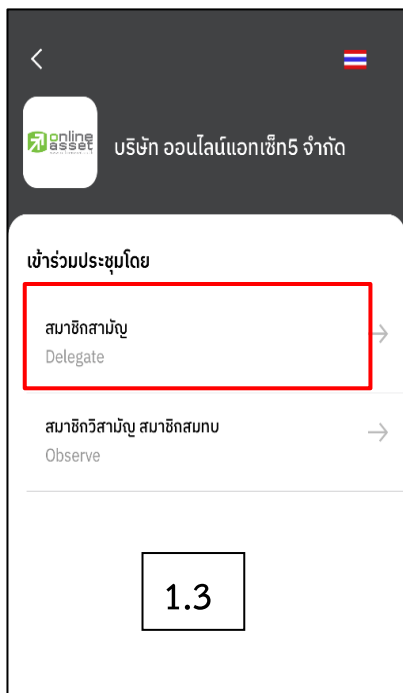 online
asset
บริษัท ออนไลน์แอทเซ็ท5 จำกัด
เข้าร่วมประชุมโดย
สมาชิกสามัญ
Delegate
สมาชิกวิสามัญ สมาชิกสมทบ
Observe
1.3